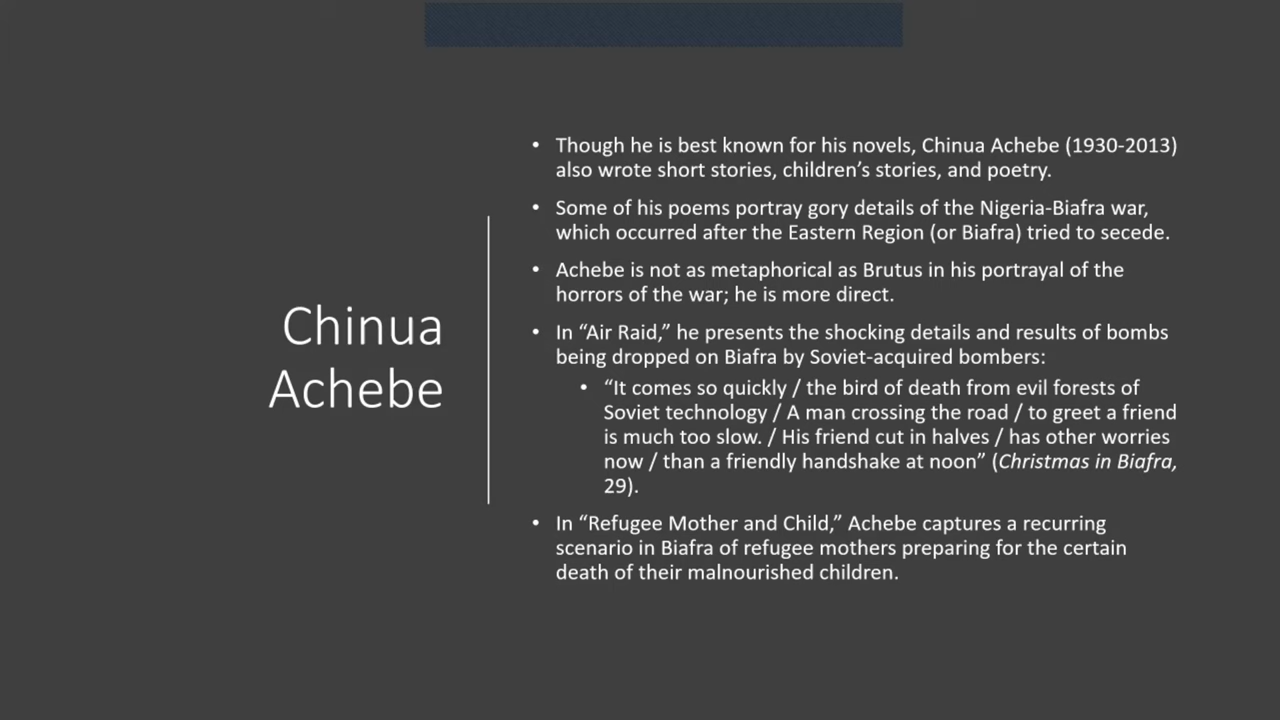 Chinua
Achebe
• Though he is best known for his novels, Chinua Achebe (1930-2013)
also wrote short stories, children’s stories, and poetry.
• Some of his poems portray gory details of the Nigeria-Biafra war,
which occurred after the Eastern Region (or Biafra) tried to secede.
• Achebe is not as metaphorical as Brutus in his portrayal of the
horrors of the war; he is more direct.
• In “Air Raid,” he presents the shocking details and results of bombs
being dropped on Biafra by Soviet-acquired bombers:
• “It comes so quickly / the bird of death from evil forests of
Soviet technology / A man crossing the road / to greet a friend
is much too slow. / His friend cut in halves / has other worries
now / than a friendly handshake at noon” (Christmas in Biafra,
29).
• In “Refugee Mother and Child,” Achebe captures a recurring
scenario in Biafra of refugee mothers preparing for the certain
death of their malnourished children.